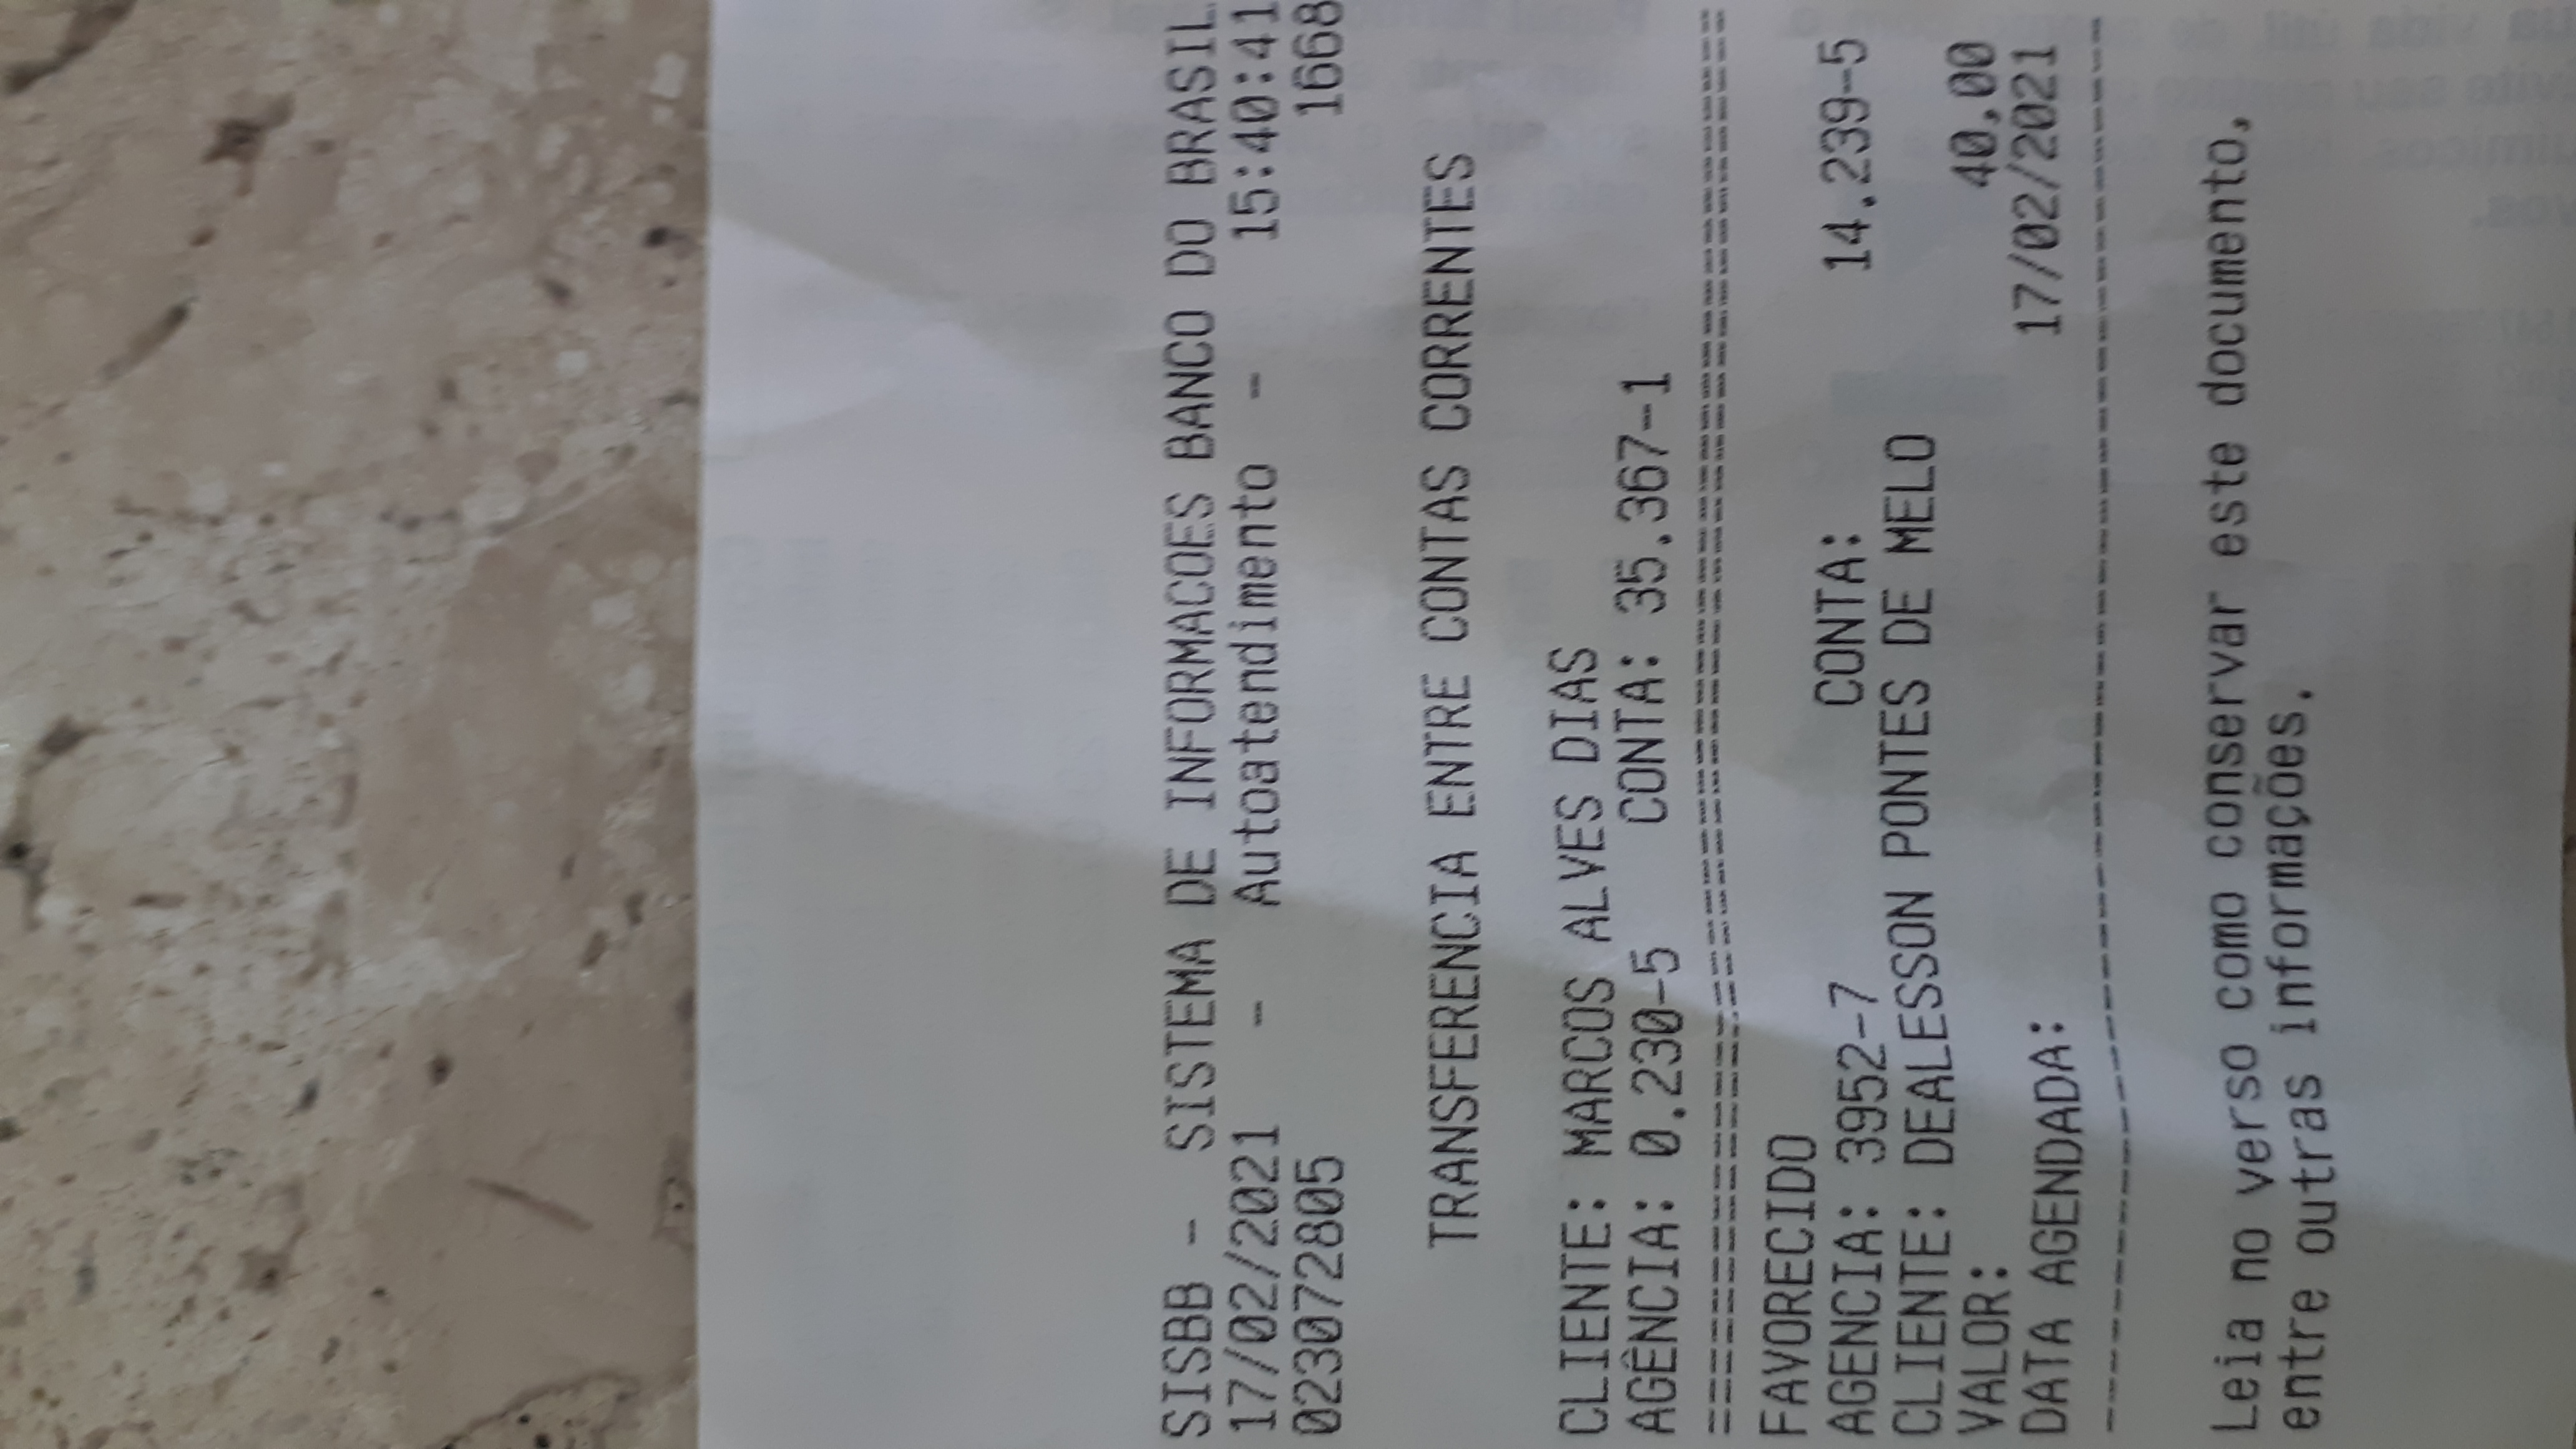 SISBB - SISTEMA DE INFORMACOES BANCO DO BRASIL
17/02/2021 - Autoatendimento - 15:40:41
023072805 1668
TRANSFERENCIA ENTRE CONTAS CORRENTES
CLIENTE: MARCOS ALVES DIAS
AGÊNCIA: 0.230-5 CONTA: 35.367-1
FAVORECIDO
AGENCIA: 3952-7 CONTA: 14.239-5
CLIENTE: DEALESSON PONTES DE MELO
VALOR: 40,00
DATA AGENDADA: 17/02/2021
Leia no verso como conservar este documento,
entre outras informações.